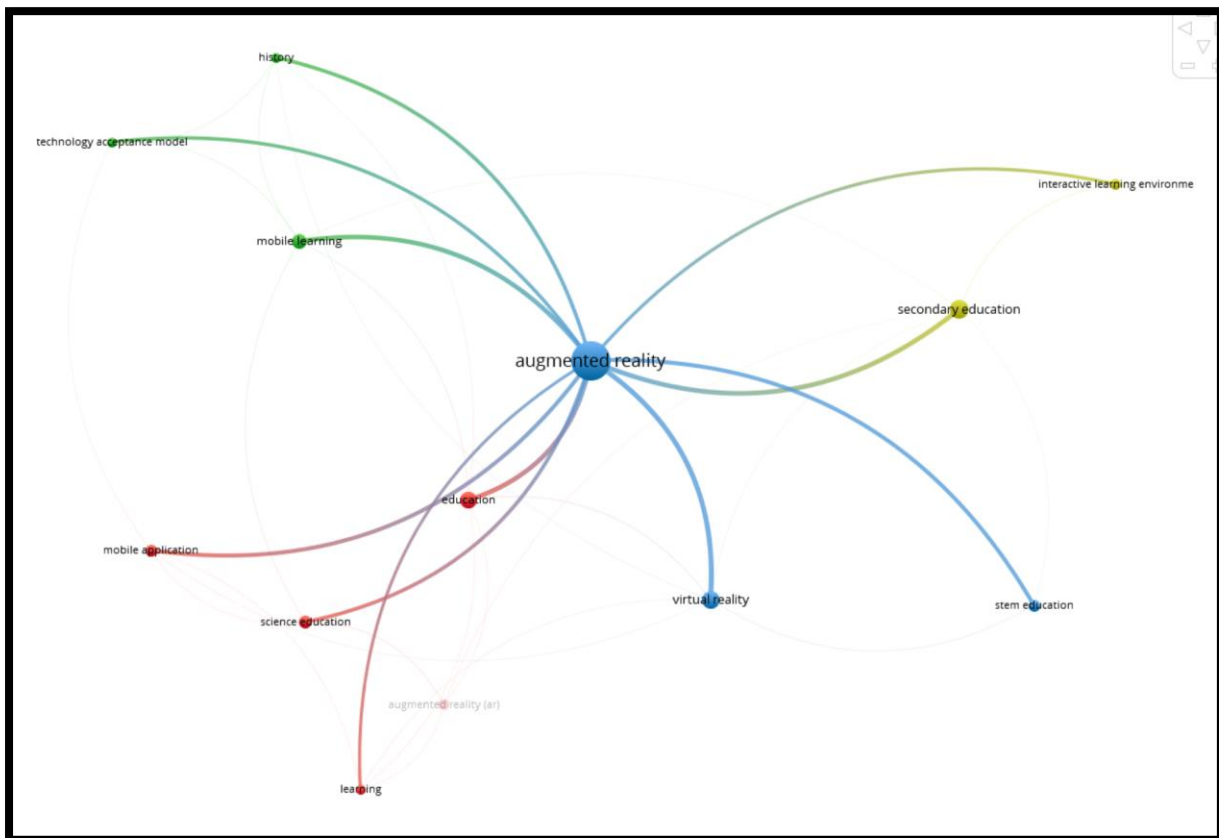 history
technology acceptance model
interactive learning environme
mobile learning
secondary education
augmented reality
education
mobile application
virtual reality
stem education
science education
augmented reality (ar)
learning